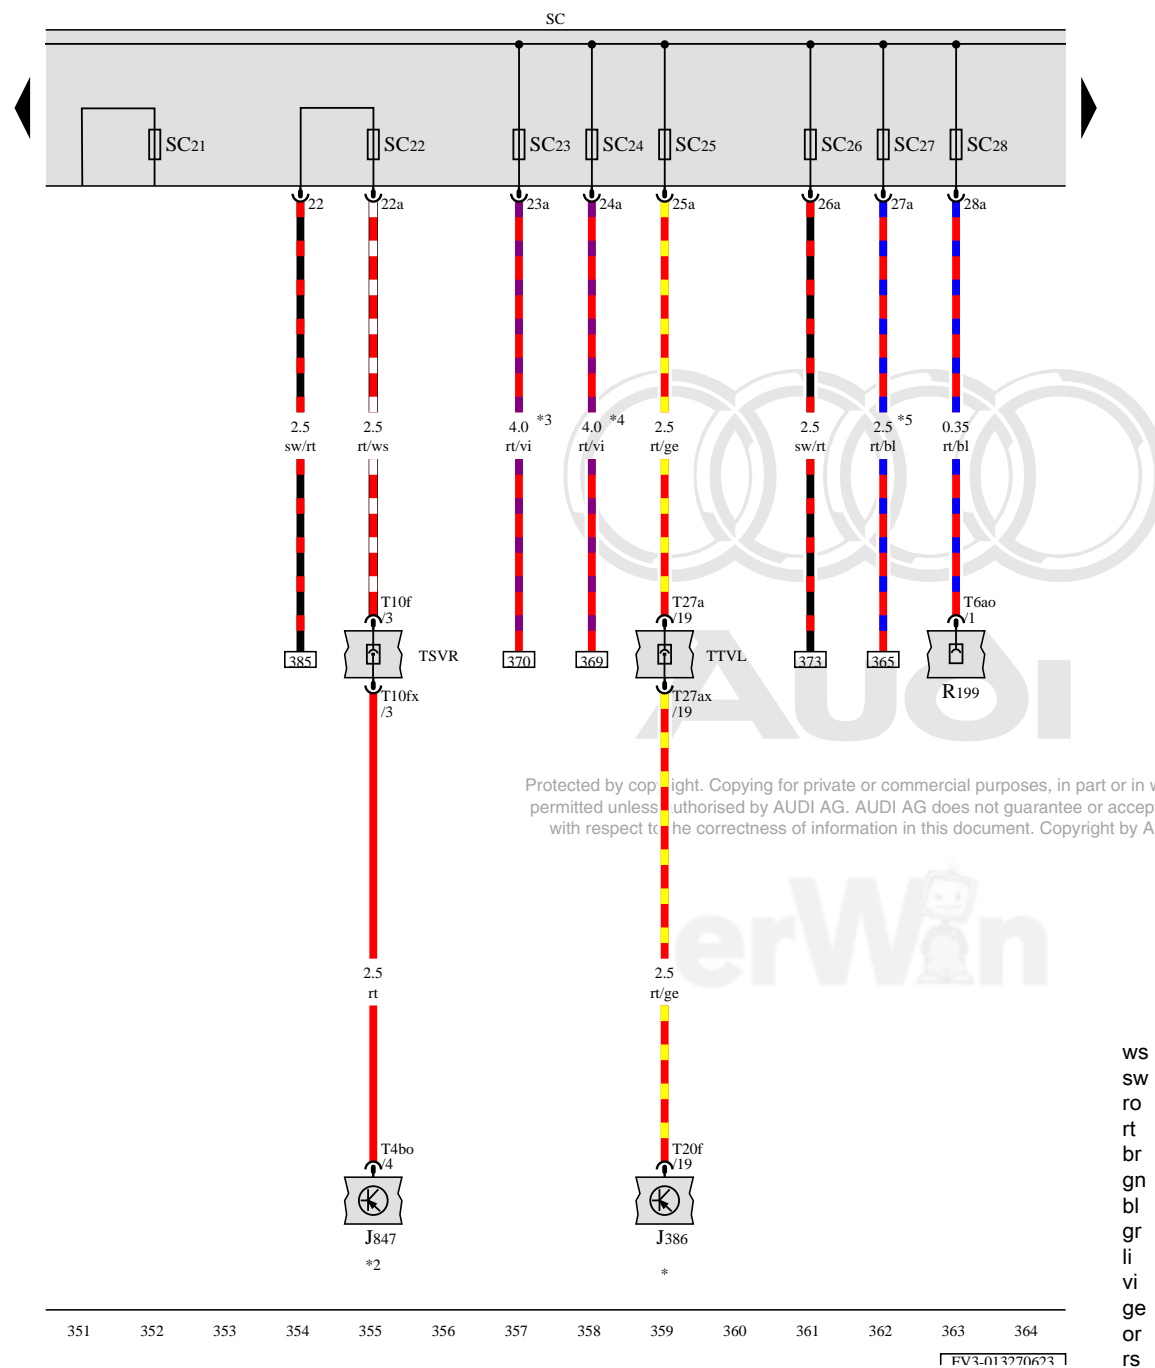 SC
SC21 SC22 SC23 SC24 SC25 SC26 SC27 SC28
22 22a 23a 24a 25a 26a 27a 28a
*3 *4 *5
2.5 2.5 4.0 4.0 2.5 2.5 2.5 0.35
sw/rt rt/ws rt/vi rt/vi rt/ge sw/rt rt/bl rt/bl
T10f T27a T6ao
/3 /19 /1
385 TSVR 370 369 TTVL 373 365
R199
T10fx T27ax
/3 /19
AUDI
Protected by copyright. Copying for private or commercial purposes, in part or in w
permitted unless authorised by AUDI AG. AUDI AG does not guarantee or accep
with respect to the correctness of information in this document. Copyright by A
erWin
2.5 2.5
rt rt/ge
T4bo T20f
/4 /19
J847 J386
*2 *
ws
sw
ro
rt
br
gn
bl
gr
li
vi
ge
or
rs
351 352 353 354 355 356 357 358 359 360 361 362 363 364
FV3-013270623